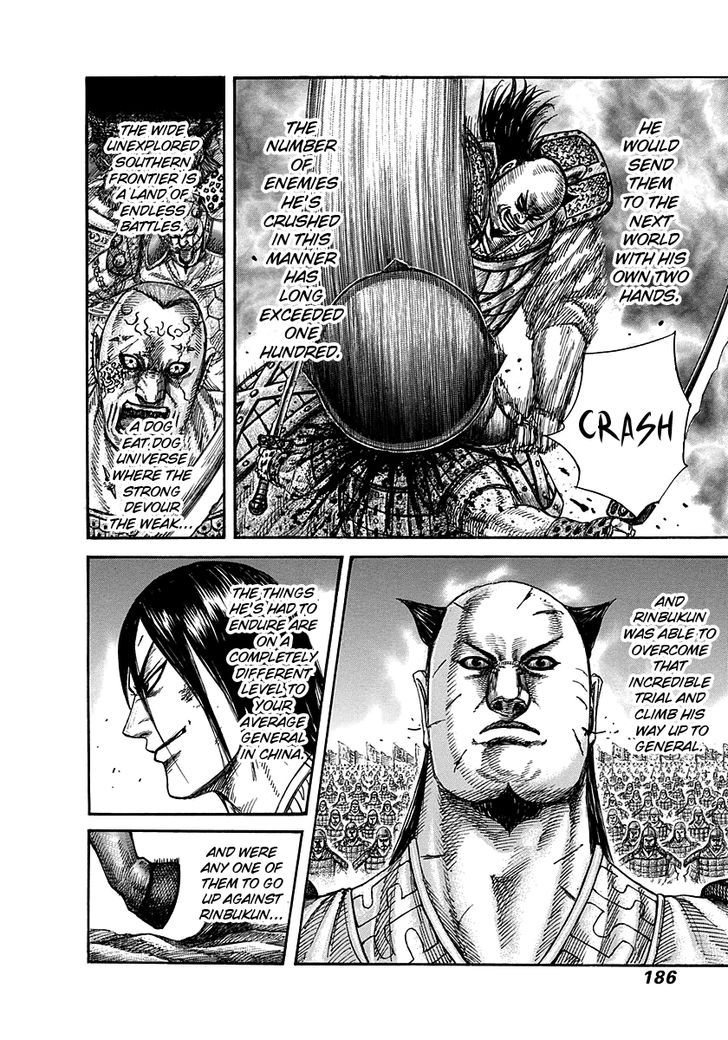 HE
WOULD
SEND
THEM
TO THE
NEXT
WORLD
WITH HIS
OWN TWO
HANDS.
CRASH
THE
NUMBER
OF
ENEMIES
HE'S
CRUSHED
IN THIS
MANNER
HAS
LONG
EXCEEDED
ONE
HUNDRED.
THE WIDE
UNEXPLORED
SOUTHERN
FRONTIER IS
A LAND OF
ENDLESS
BATTLES.
A DOG
EAT DOG
UNIVERSE
WHERE THE
STRONG
DEVOUR
THE WEAK...
AND
RINBUKUN
WAS ABLE TO
OVERCOME
THAT
INCREDIBLE
TRIAL AND
CLIMB HIS
WAY UP TO
GENERAL.
THE THINGS
HE'S HAD TO
ENDURE ARE
ON A
COMPLETELY
DIFFERENT
LEVEL TO
YOUR
AVERAGE
GENERAL
IN CHINA.
AND WERE
ANY ONE OF
THEM TO GO
UP AGAINST
RINBUKUN...
186